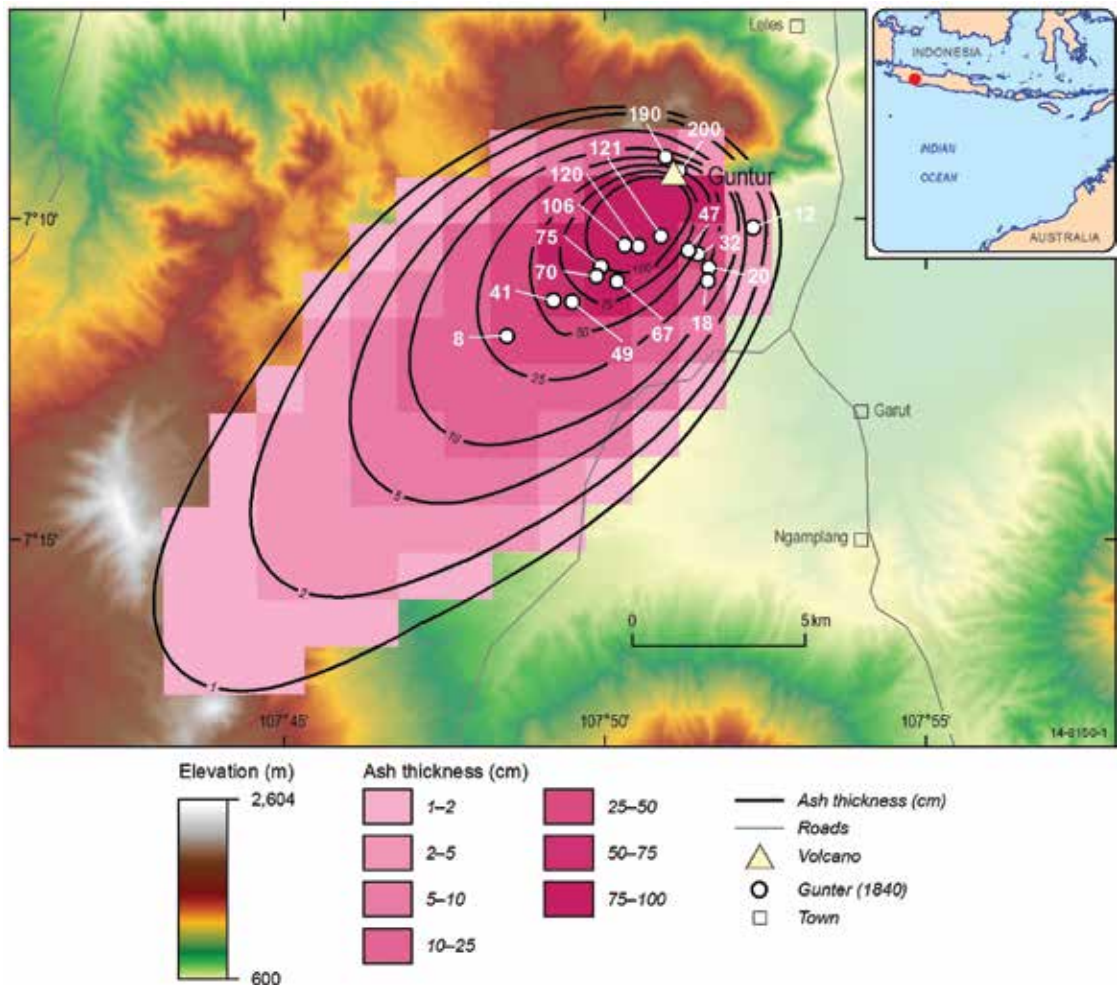 Leles
INDONESIA
INDIAN
OCEAN
AUSTRALIA
190
200
121
120
Guntur
106
47
12
7°10'
75
32
70
20
100
41
75
18
50
67
8
49
25
Garut
10
5
7°15'
Ngamplang
2
0 5 km
1
107°45' 107°50' 107°55'
14-8150-1
Elevation (m)
2,604
600
Ash thickness (cm)
1–2
2–5
5–10
10–25
25–50
50–75
75–100
Ash thickness (cm)
Roads
Volcano
Gunter (1840)
Town